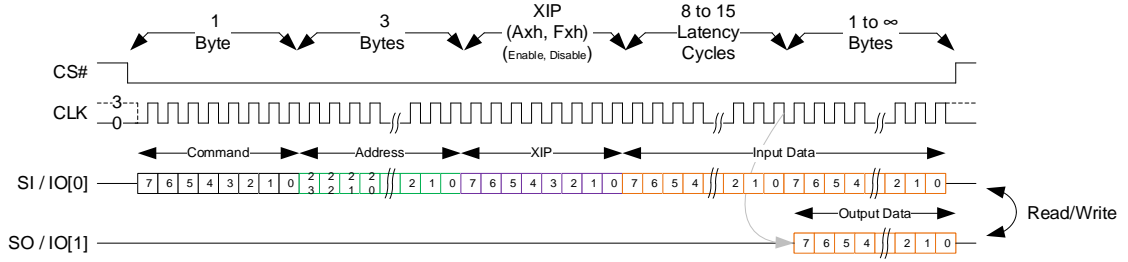 1
Byte
3
Bytes
XIP
(Axh, Fxh)
(Enable, Disable)
8 to 15
Latency
Cycles
1 to ∞
Bytes
CS#
CLK
3
0
Command
Address
XIP
Input Data
SI / IO[0]
7 6 5 4 3 2 1 0 23 22 21 20 2 1 0 7 6 5 4 3 2 1 0 7 6 5 4 2 1 0 7 6 5 4 2 1 0
Read/Write
Output Data
SO / IO[1]
7 6 5 4 2 1 0